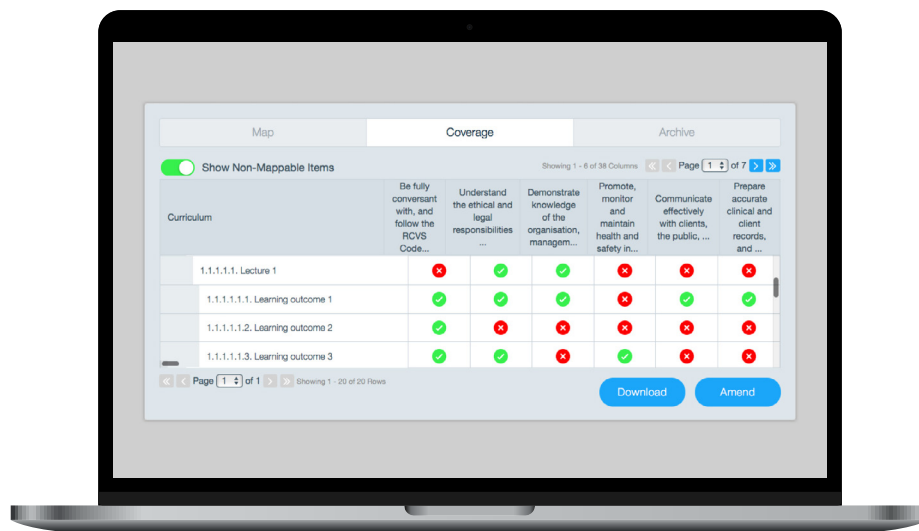 Map
Coverage
Archive
Show Non-Mappable Items
Showing 1 - 6 of 38 Columns
Page 1 of 7
Curriculum
Be fully
conversant
with, and
follow the
RCVS
Code...
Understand
the ethical and
legal
responsibilities
...
Demonstrate
knowledge
of the
organisation,
managem...
Promote,
monitor
and
maintain
health and
safety in...
Communicate
effectively
with clients,
the public, ...
Prepare
accurate
clinical and
client
records,
and ...
1.1.1.1.1. Lecture 1
1.1.1.1.1.1. Learning outcome 1
1.1.1.1.1.2. Learning outcome 2
1.1.1.1.1.3. Learning outcome 3
Page 1 of 1
Showing 1 - 20 of 20 Rows
Download
Amend